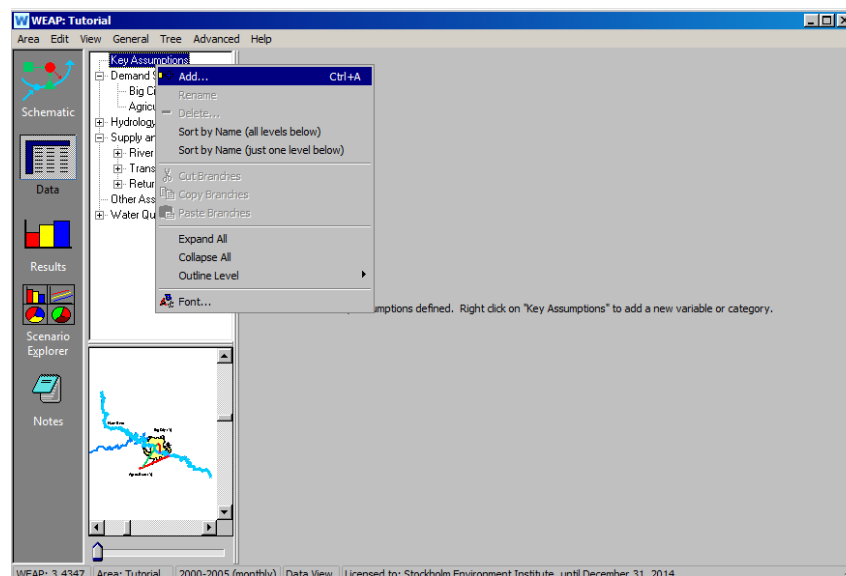 WEAP: Tutorial
Area Edit View General Tree Advanced Help
Schematic
Data
Results
Scenario
Explorer
Notes
Key Assumptions
Demand S
Big Ci
Agricu
Hydrology
Supply an
River
Trans
Retur
Other Ass
Water Qu
Add... Ctrl+A
Rename
Delete...
Sort by Name (all levels below)
Sort by Name (just one level below)
Cut Branches
Copy Branches
Paste Branches
Expand All
Collapse All
Outline Level
Font...
umptions defined. Right click on "Key Assumptions" to add a new variable or category.
WEAP: 3.4347 Area: Tutorial 2000-2005 (monthly) Data View Licensed to: Stockholm Environment Institute, until December 31, 2014